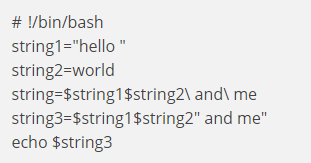 # !/bin/bash
string1="hello "
string2=world
string=$string1$string2\ and\ me
string3=$string1$string2" and me"
echo $string3